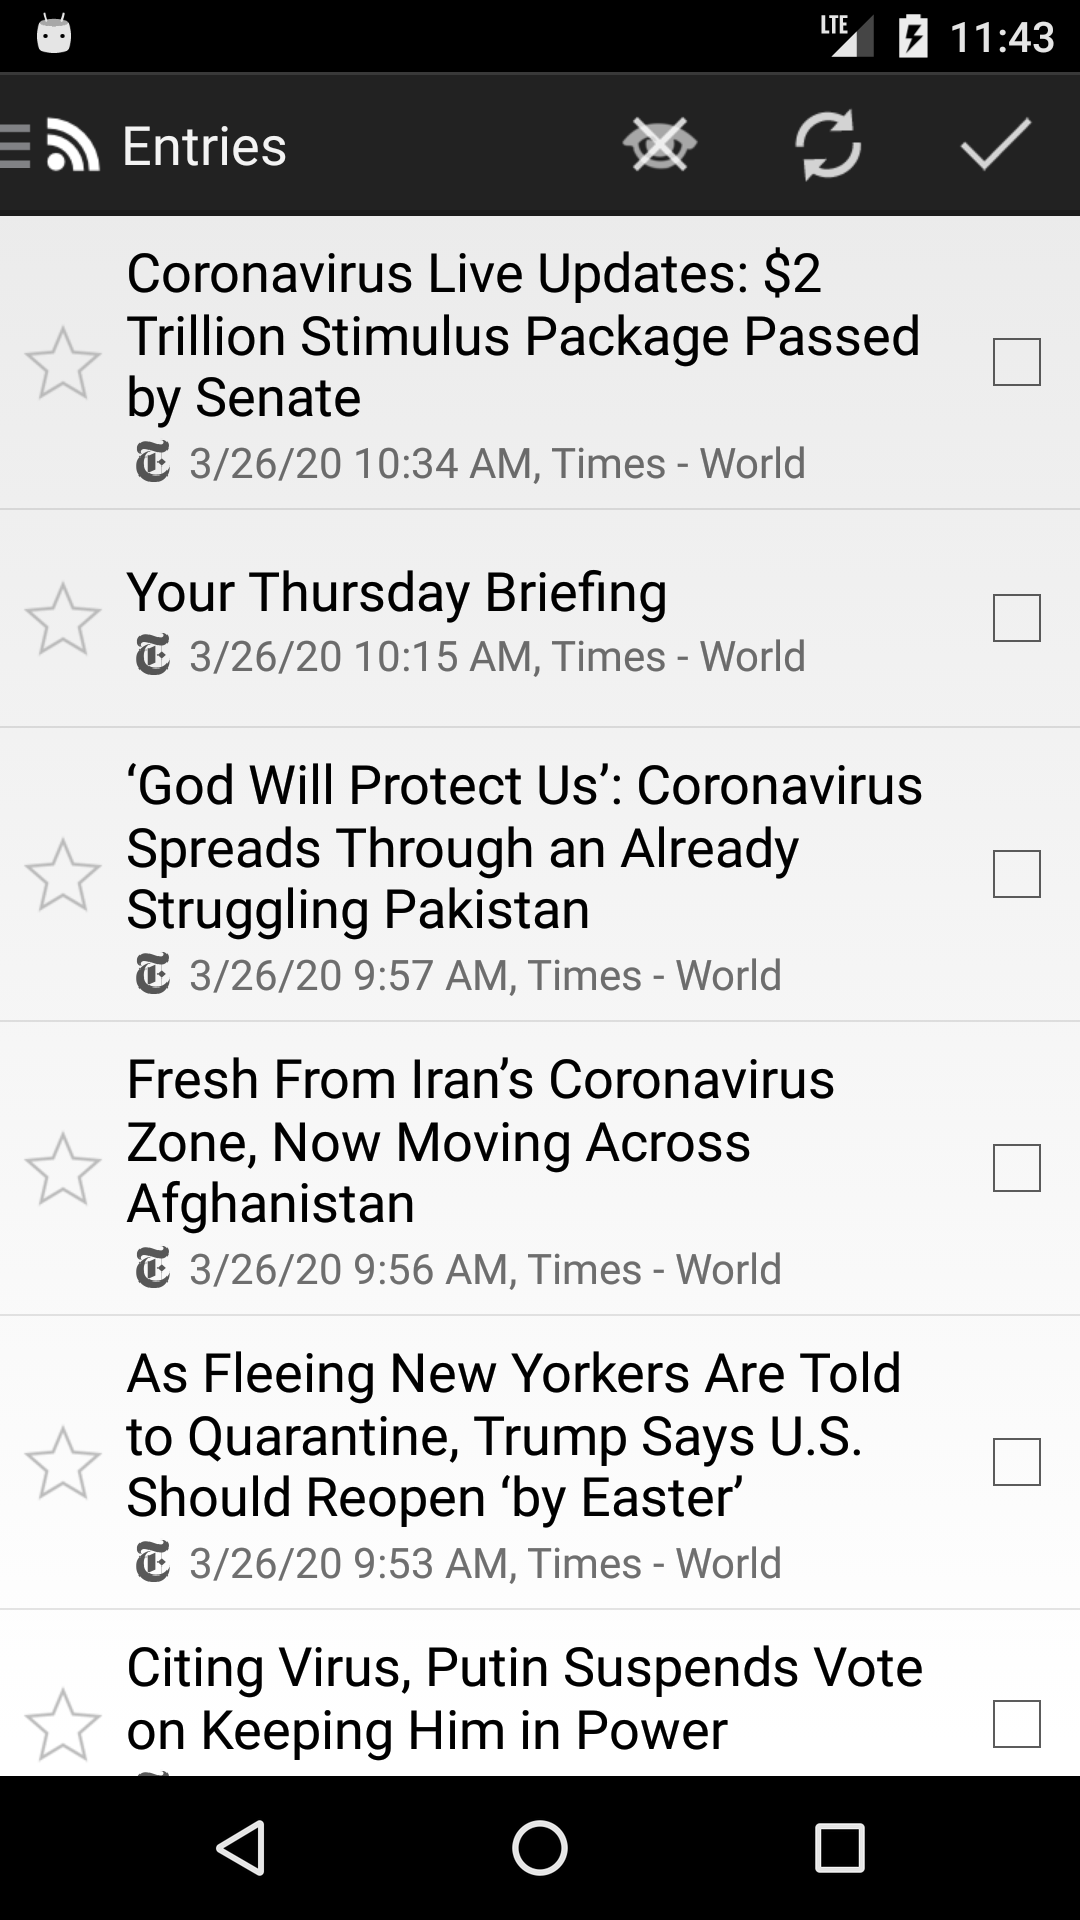 LTE 11:43
Entries
Coronavirus Live Updates: $2
Trillion Stimulus Package Passed
by Senate
3/26/20 10:34 AM, Times - World
Your Thursday Briefing
3/26/20 10:15 AM, Times - World
‘God Will Protect Us’: Coronavirus
Spreads Through an Already
Struggling Pakistan
3/26/20 9:57 AM, Times - World
Fresh From Iran’s Coronavirus
Zone, Now Moving Across
Afghanistan
3/26/20 9:56 AM, Times - World
As Fleeing New Yorkers Are Told
to Quarantine, Trump Says U.S.
Should Reopen ‘by Easter’
3/26/20 9:53 AM, Times - World
Citing Virus, Putin Suspends Vote
on Keeping Him in Power